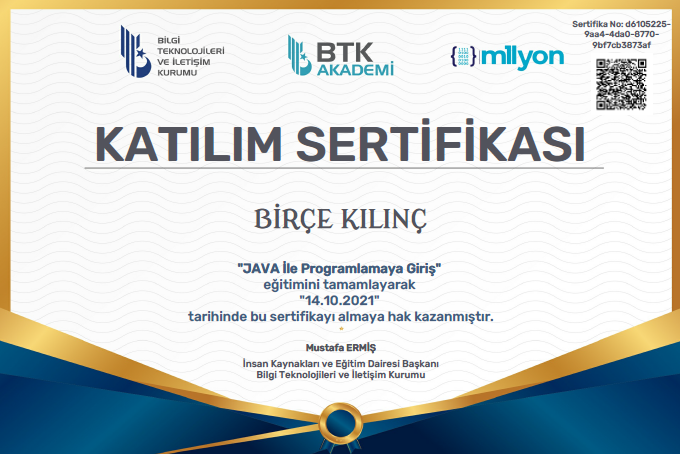 Sertifika No: d6105225-
9aa4-4da0-8770-
9bf7cb3873af
BİLGİ
TEKNOLOJİLERİ
VE İLETİŞİM
KURUMU
BTK
AKADEMİ
m1lyon
KATILIM SERTİFİKASI
BİRÇE KILINÇ
"JAVA İle Programlamaya Giriş"
eğitimini tamamlayarak
"14.10.2021"
tarihinde bu sertifikayı almaya hak kazanmıştır.
Mustafa ERMİŞ
İnsan Kaynakları ve Eğitim Dairesi Başkanı
Bilgi Teknolojileri ve İletişim Kurumu